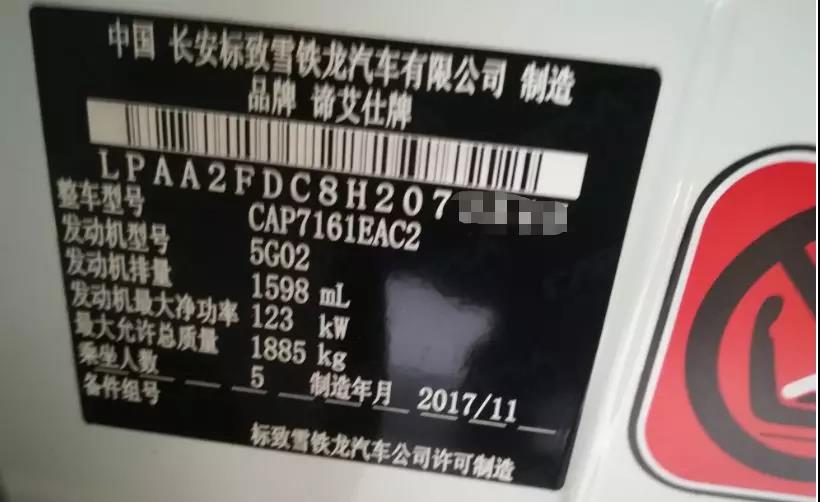 中国 长安标致雪铁龙汽车有限公司 制造
品牌 谛艾仕牌
LPAA2FDC8H207
整车型号 CAP7161EAC2
发动机型号 5G02
发动机排量 1598 mL
发动机最大净功率 123 kW
最大允许总质量 1885 kg
乘坐人数 5 制造年月 2017/11
备件组号
标致雪铁龙汽车公司许可制造